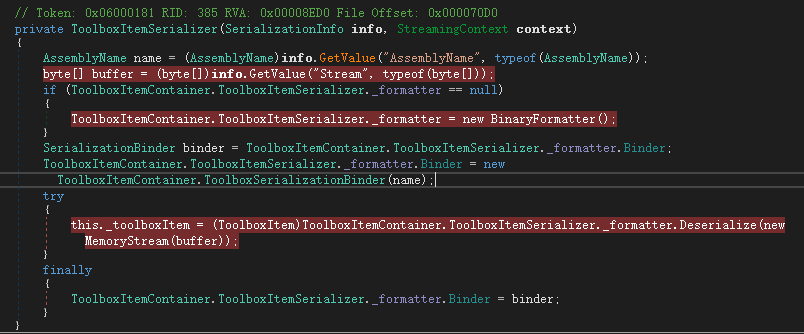 // Token: 0x06000181 RID: 385 RVA: 0x00008ED0 File Offset: 0x000070D0
private ToolboxItemSerializer(SerializationInfo info, StreamingContext context)
{
AssemblyName name = (AssemblyName)info.GetValue("AssemblyName", typeof(AssemblyName));
byte[] buffer = (byte[])info.GetValue("Stream", typeof(byte[]));
if (ToolboxItemContainer.ToolboxItemSerializer._formatter == null)
{
ToolboxItemContainer.ToolboxItemSerializer._formatter = new BinaryFormatter();
}
SerializationBinder binder = ToolboxItemContainer.ToolboxItemSerializer._formatter.Binder;
ToolboxItemContainer.ToolboxItemSerializer._formatter.Binder = new
ToolboxItemContainer.ToolboxSerializationBinder(name);
try
{
this._toolboxItem = (ToolboxItem)ToolboxItemContainer.ToolboxItemSerializer._formatter.Deserialize(new
MemoryStream(buffer));
}
finally
{
ToolboxItemContainer.ToolboxItemSerializer._formatter.Binder = binder;
}
}